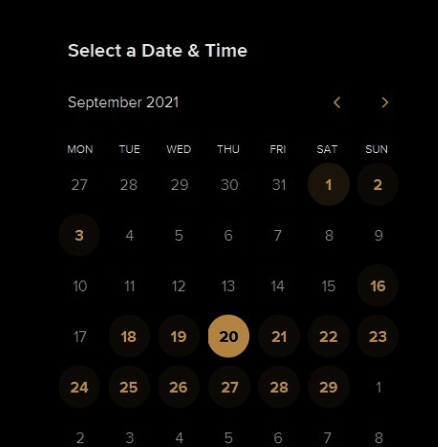 Select a Date & Time
September 2021
MON TUE WED THU FRI SAT SUN
27 28 29 30 31 1 2
3 4 5 6 7 8 9
10 11 12 13 14 15 16
17 18 19 20 21 22 23
24 25 26 27 28 29 1
2 3 4 5 6 7 8